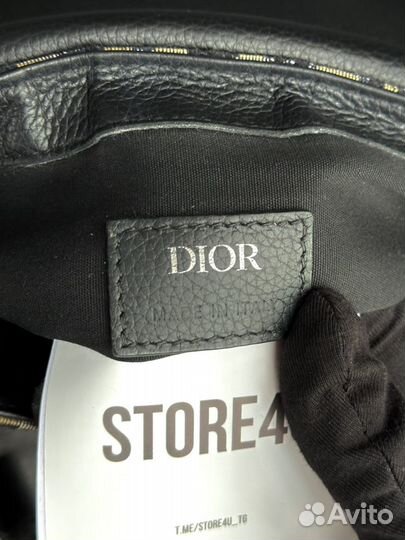 DIOR
MADE IN ITALY
STORE4
T.ME/STORE4U_TG
Avito